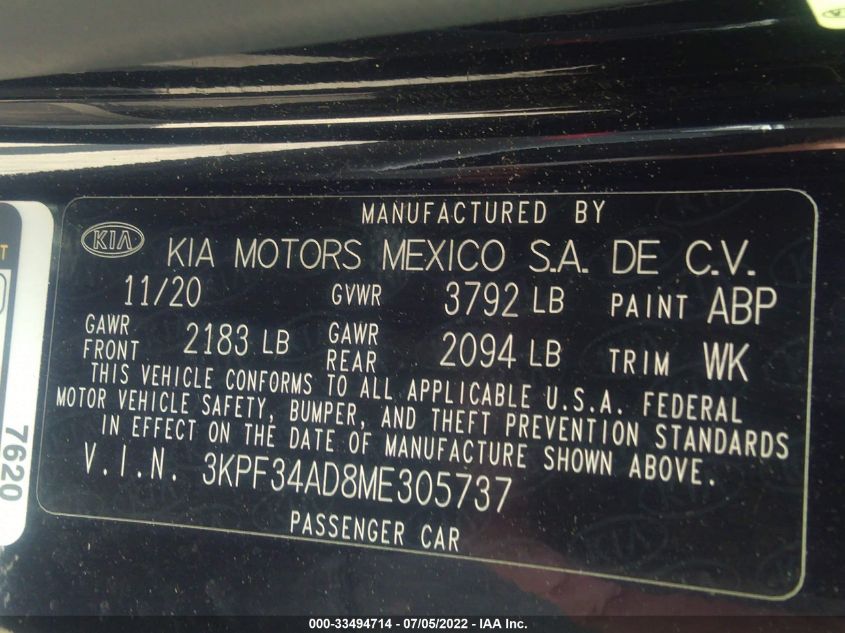 MANUFACTURED BY
KIA KIA MOTORS MEXICO S.A. DE C.V.
11/20 GVWR 3792 LB PAINT ABP
GAWR FRONT 2183 LB GAWR REAR 2094 LB TRIM WK
THIS VEHICLE CONFORMS TO ALL APPLICABLE U.S.A. FEDERAL
MOTOR VEHICLE SAFETY, BUMPER, AND THEFT PREVENTION STANDARDS
IN EFFECT ON THE DATE OF MANUFACTURE SHOWN ABOVE.
V.I.N. 3KPF34AD8ME305737
PASSENGER CAR
7620
000-33494714 - 07/05/2022 - IAA Inc.